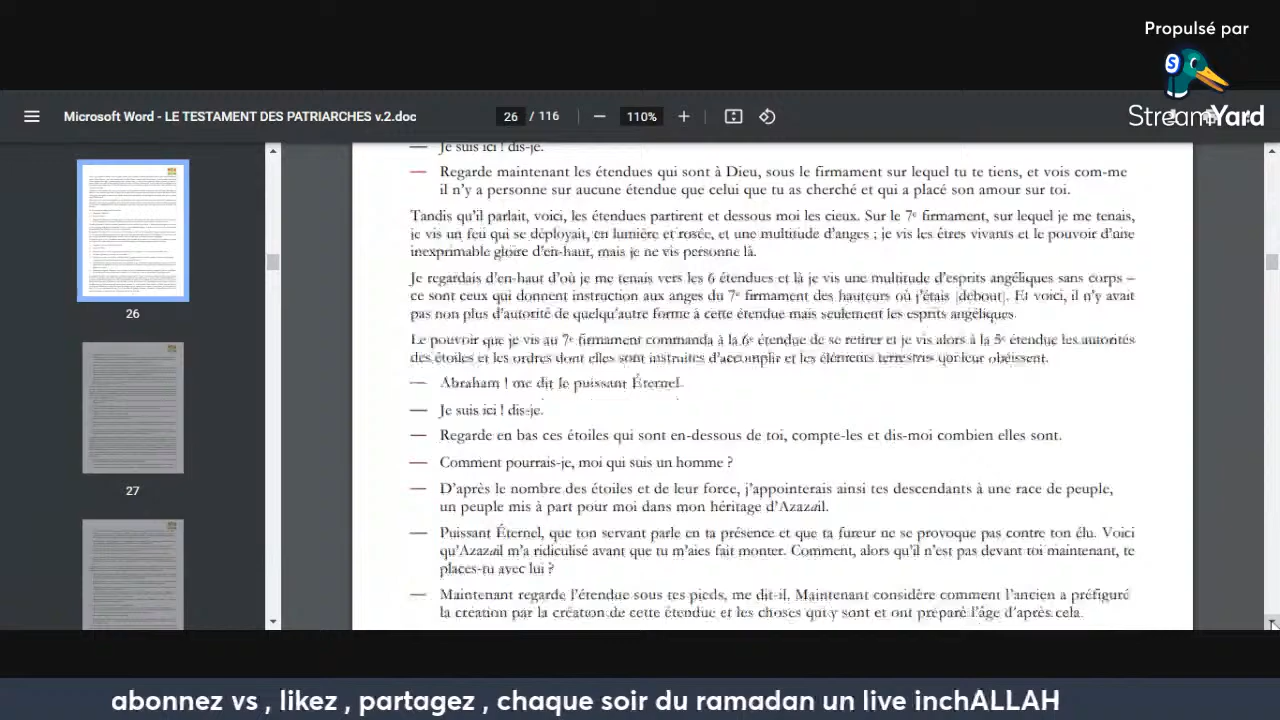 Propulsé par
StreamYard
Microsoft Word - LE TESTAMENT DES PATRIARCHES v.2.doc
26 / 116
110%
— Je suis ici ! dis-je.
— Regarde maintenant les étendues qui sont à Dieu, sous le firmament sur lequel tu te tiens, et vois com-me
il n’y a personne sur aucune étendue que celui que tu recherché et qui a placé son amour sur toi.
Tandis qu’il parlait encore, les étendues partirent et dessous moi les cieux. Sur le 7e firmament sur lequel je me tenais,
je vis un feu qui se déployait, en lumière et rosée, et une multitude d’anges ; je vis les êtres vivants et le pouvoir d’une
inexprimable gloire d’en-haut, mais je ne vis personne là.
Je regardais d’en-haut où je me tenais vers les 6 étendues et là je vis une multitude d’esprits angéliques sans corps –
ce sont ceux qui donnent instruction aux anges du 7e firmament des hauteurs où j’étais [debout]. Et voici, il n’y avait
pas non plus d’autorité de quelqu’autre forme à cette étendue mais seulement les esprits angéliques.
Le pouvoir que je vis au 7e firmament commanda à la 6e étendue de se retirer et je vis alors à la 5e étendue les autorités
des étoiles et les ordres dont elles sont instruites d’accomplir et les éléments terrestres qui leur obéissent.
— Abraham ! me dit le puissant Éternel.
— Je suis ici ! dis-je.
— Regarde en bas ces étoiles qui sont en-dessous de toi, compte-les et dis-moi combien elles sont.
— Comment pourrais-je, moi qui suis un homme ?
— D’après le nombre des étoiles et de leur force, j’appointerais ainsi tes descendants à une race de peuple,
un peuple mis à part pour moi dans mon héritage d’Azazail.
— Puissant Éternel, que ton servant parle en ta présence et que ta fureur ne se provoque pas contre ton élu. Voici
qu’Azazail m’a ridiculisé avant que tu m’aies fait monter. Comment, alors qu’il n’est pas devant toi maintenant, te
places-tu avec lui ?
— Maintenant regarde l’étendue sous tes pieds, me dit-il. Maintenant considère comment l’ancien a préfiguré
la création par la création de cette étendue et les choses qui y sont et ont préparé l’âge d’après cela.
26
27
abonnez vs , likez , partagez , chaque soir du ramadan un live inchALLAH